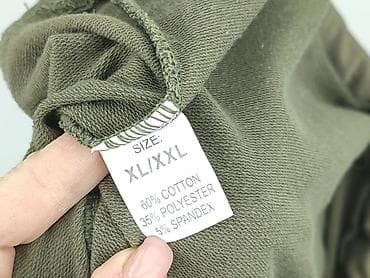 SIZE:
XL/XXL
60% COTTON
35% POLYESTER
5% SPANDEX